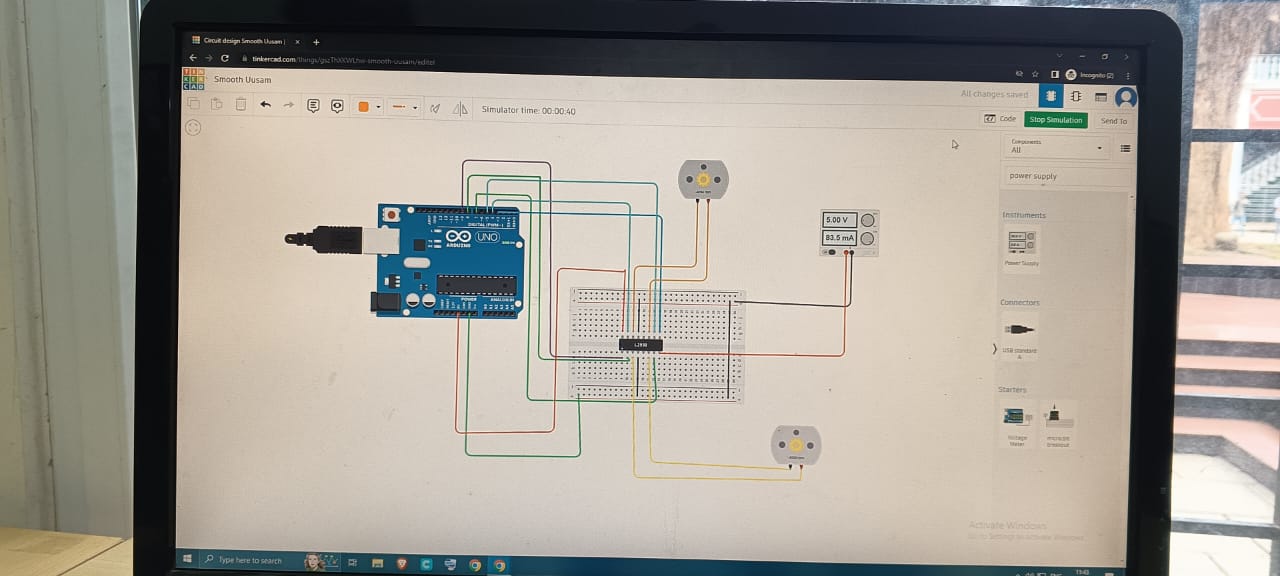 Circuit design Smooth Uusam |
tinkercad.com/things/
smooth-uusam/editel
Incognito (2)
TIN
KER
CAD
Smooth Uusam
All changes saved
Simulator time: 00:00:40
Code
Stop Simulation
Send To
Components
All
power supply
Instruments
Power Supply
Connectors
USB standard
A
Starters
Voltage
Meter
micro:bit
breakout
5.00 V
83.5 mA
DIGITAL (PWM~)
UNO
ARDUINO
POWER
ANALOG IN
L293D
Activate Windows
Go to Settings to Activate Windows.
Type here to search